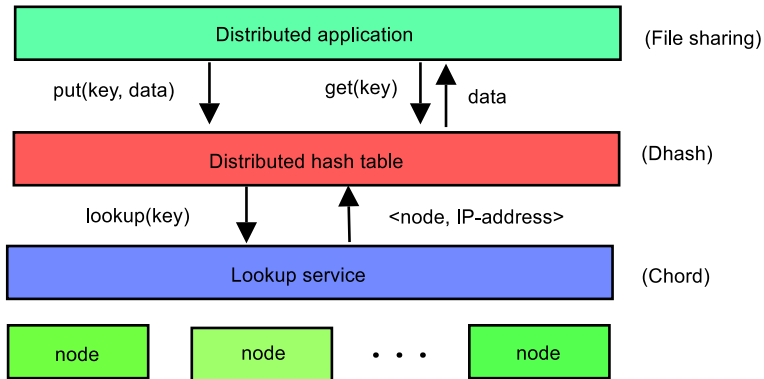 Distributed application
(File sharing)
put(key, data)
get(key)
data
Distributed hash table
(Dhash)
lookup(key)
<node, IP-address>
Lookup service
(Chord)
node
node
. . .
node